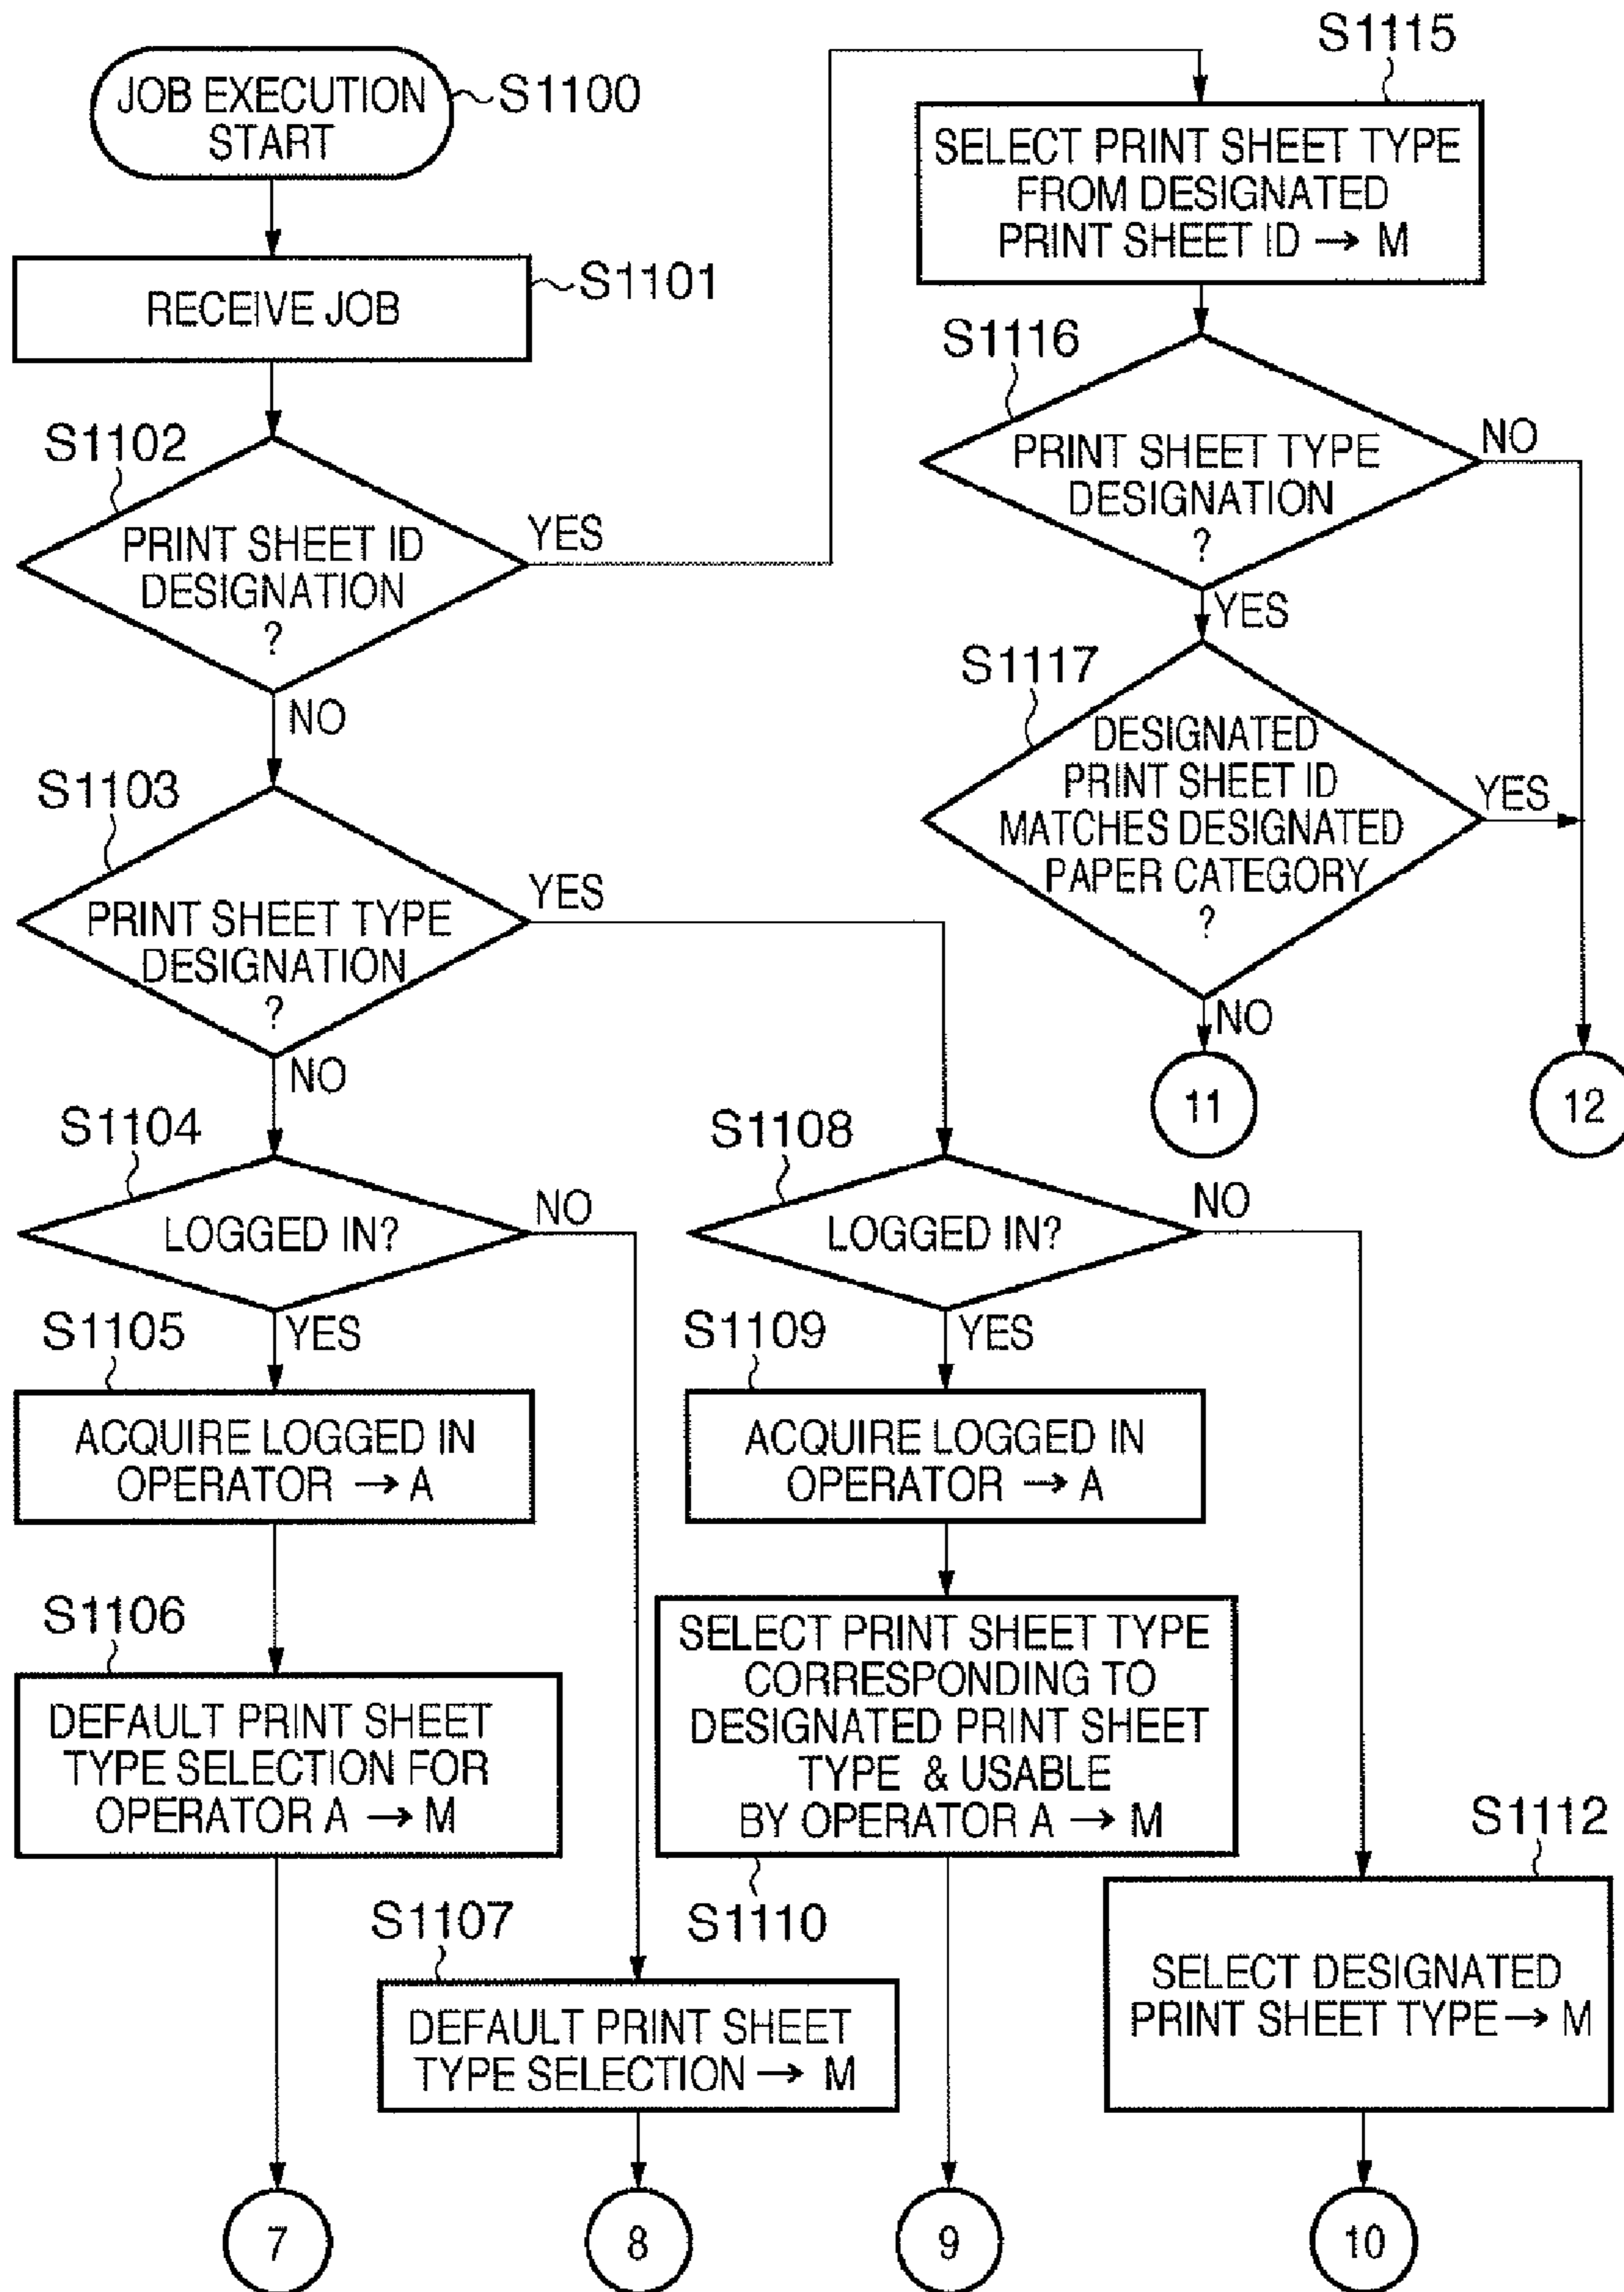 JOB EXECUTION
START
S1100
RECEIVE JOB
S1101
S1102
PRINT SHEET ID
DESIGNATION
?
YES
NO
S1103
PRINT SHEET TYPE
DESIGNATION
?
YES
NO
S1104
LOGGED IN?
NO
YES
S1105
ACQUIRE LOGGED IN
OPERATOR → A
S1106
DEFAULT PRINT SHEET
TYPE SELECTION FOR
OPERATOR A → M
7
S1107
DEFAULT PRINT SHEET
TYPE SELECTION → M
8
S1108
LOGGED IN?
NO
YES
S1109
ACQUIRE LOGGED IN
OPERATOR → A
SELECT PRINT SHEET TYPE
CORRESPONDING TO
DESIGNATED PRINT SHEET
TYPE & USABLE
BY OPERATOR A → M
S1110
9
S1112
SELECT DESIGNATED
PRINT SHEET TYPE → M
10
S1115
SELECT PRINT SHEET TYPE
FROM DESIGNATED
PRINT SHEET ID → M
S1116
PRINT SHEET TYPE
DESIGNATION
?
NO
YES
S1117
DESIGNATED
PRINT SHEET ID
MATCHES DESIGNATED
PAPER CATEGORY
?
YES
NO
11
12